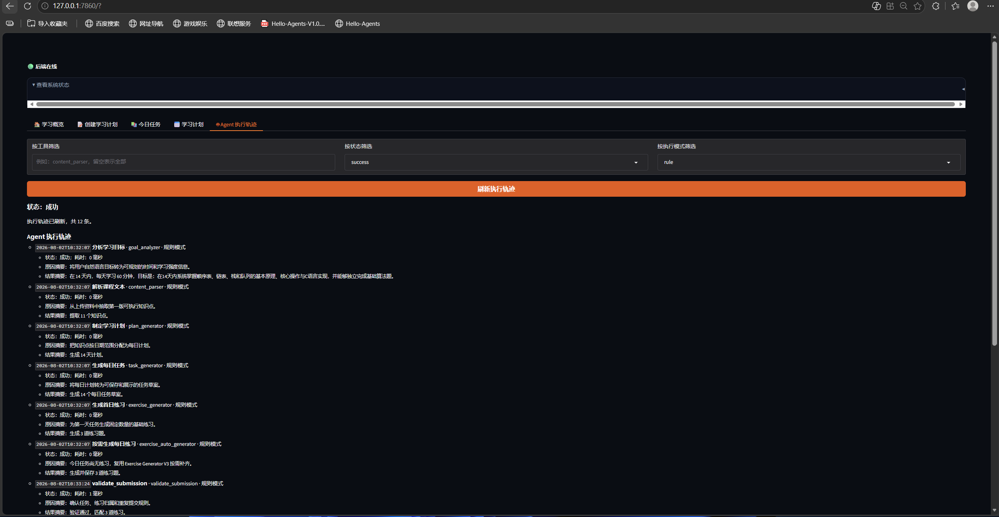 127.0.0.1:7860/?
导入收藏夹 百度搜索 网址导航 游戏娱乐 联想服务 Hello-Agents-V1.0.... Hello-Agents
后端在线
▼查看系统状态
学习概览 创建学习计划 今日任务 学习计划 Agent 执行轨迹
按工具筛选 按状态筛选 按执行模式筛选
例如：content_parser，留空表示全部 success rule
刷新执行轨迹
状态：成功
执行轨迹已刷新，共 12 条。
Agent 执行轨迹
2026-08-02T10:32:07 分析学习目标 · goal_analyzer · 规则模式
状态：成功；耗时：0 毫秒
原因摘要：将用户自然语言目标转为可规划的时间和学习强度信息。
结果摘要：在 14 天内，每天学习 60 分钟，目标是：在14天内系统掌握顺序表、链表、栈和队列的基本原理、核心操作与C语言实现，并能够独立完成基础算法题。
2026-08-02T10:32:07 解析课程文本 · content_parser · 规则模式
状态：成功；耗时：0 毫秒
原因摘要：从上传资料中抽取第一版可执行知识点。
结果摘要：提取 11 个知识点。
2026-08-02T10:32:07 制定学习计划 · plan_generator · 规则模式
状态：成功；耗时：0 毫秒
原因摘要：把知识点按日期范围分配为每日计划。
结果摘要：生成 14 天计划。
2026-08-02T10:32:07 生成每日任务 · task_generator · 规则模式
状态：成功；耗时：0 毫秒
原因摘要：将每日计划转为可保存和展示的任务草案。
结果摘要：生成 14 个每日任务草案。
2026-08-02T10:32:07 生成首日练习 · exercise_generator · 规则模式
状态：成功；耗时：0 毫秒
原因摘要：为第一天任务生成固定数量的基础练习。
结果摘要：生成 3 道练习题。
2026-08-02T10:32:07 按需生成每日练习 · exercise_auto_generator · 规则模式
状态：成功；耗时：0 毫秒
原因摘要：今日任务尚无练习，复用 Exercise Generator V3 按需补齐。
结果摘要：生成并保存 3 道练习题。
2026-08-02T10:33:24 validate_submission · validate_submission · 规则模式
状态：成功；耗时：1 毫秒
原因摘要：确认任务、练习归属和重复提交规则。
结果摘要：验证通过，匹配 3 道练习。